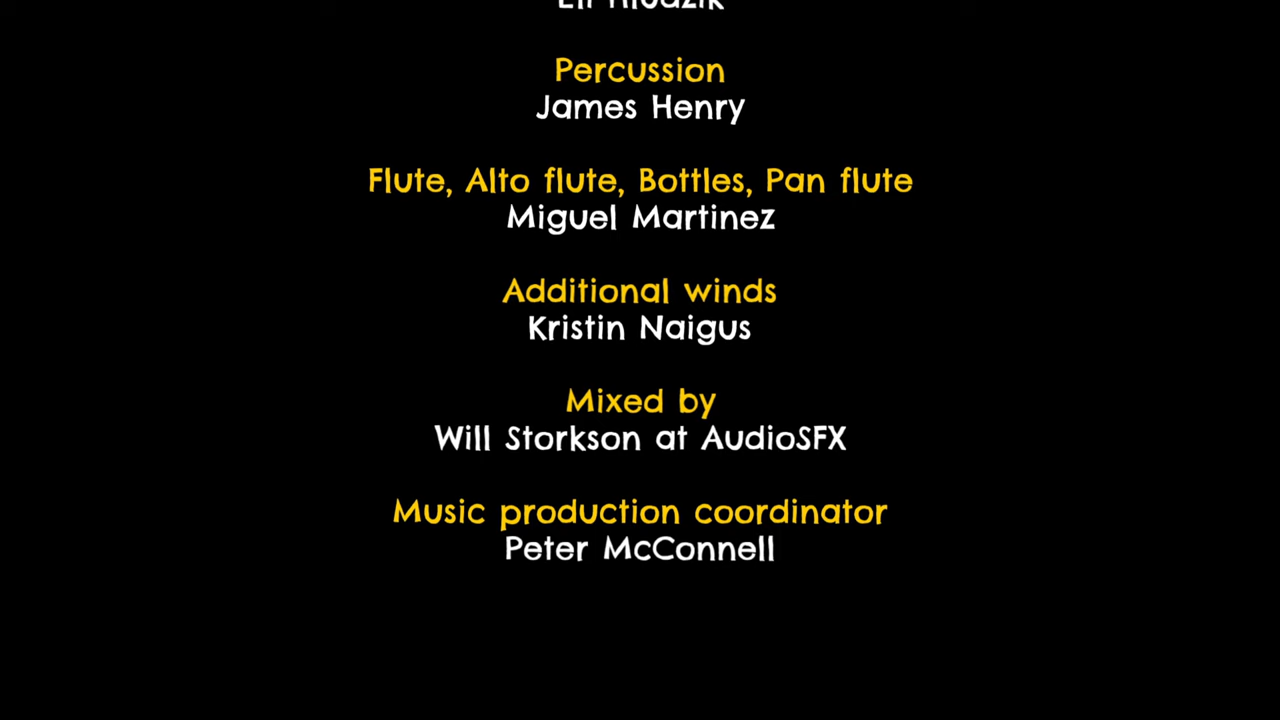 Percussion
James Henry
Flute, Alto flute, Bottles, Pan flute
Miguel Martinez
Additional winds
Kristin Naigus
Mixed by
Will Storkson at AudioSFX
Music production coordinator
Peter McConnell